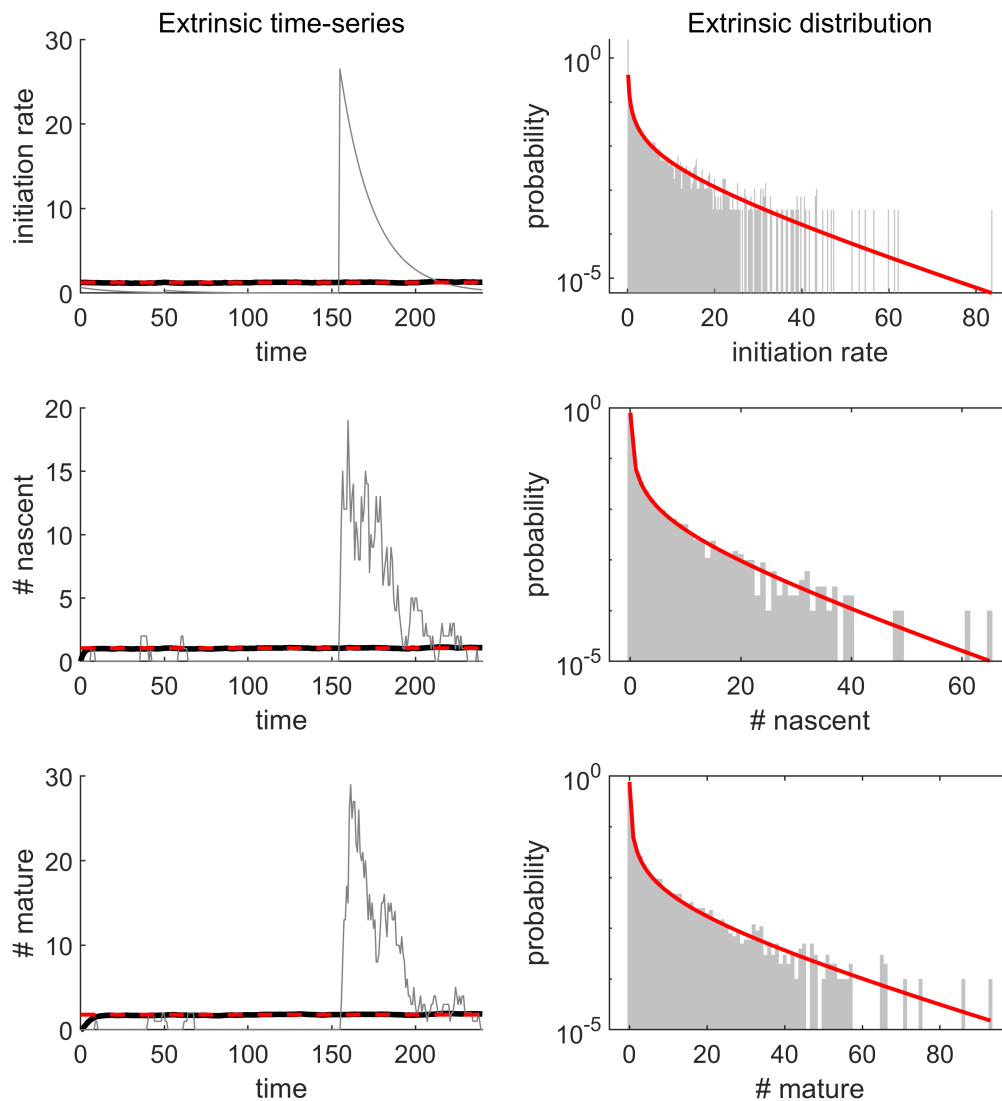 Extrinsic time-series
30
20
10
0
initiation rate
0 50 100 150 200
time
Extrinsic distribution
10^0
10^-5
probability
0 20 40 60 80
initiation rate
20
15
10
5
0
# nascent
0 50 100 150 200
time
10^0
10^-5
probability
0 20 40 60
# nascent
30
20
10
0
# mature
0 50 100 150 200
time
10^0
10^-5
probability
0 20 40 60 80
# mature